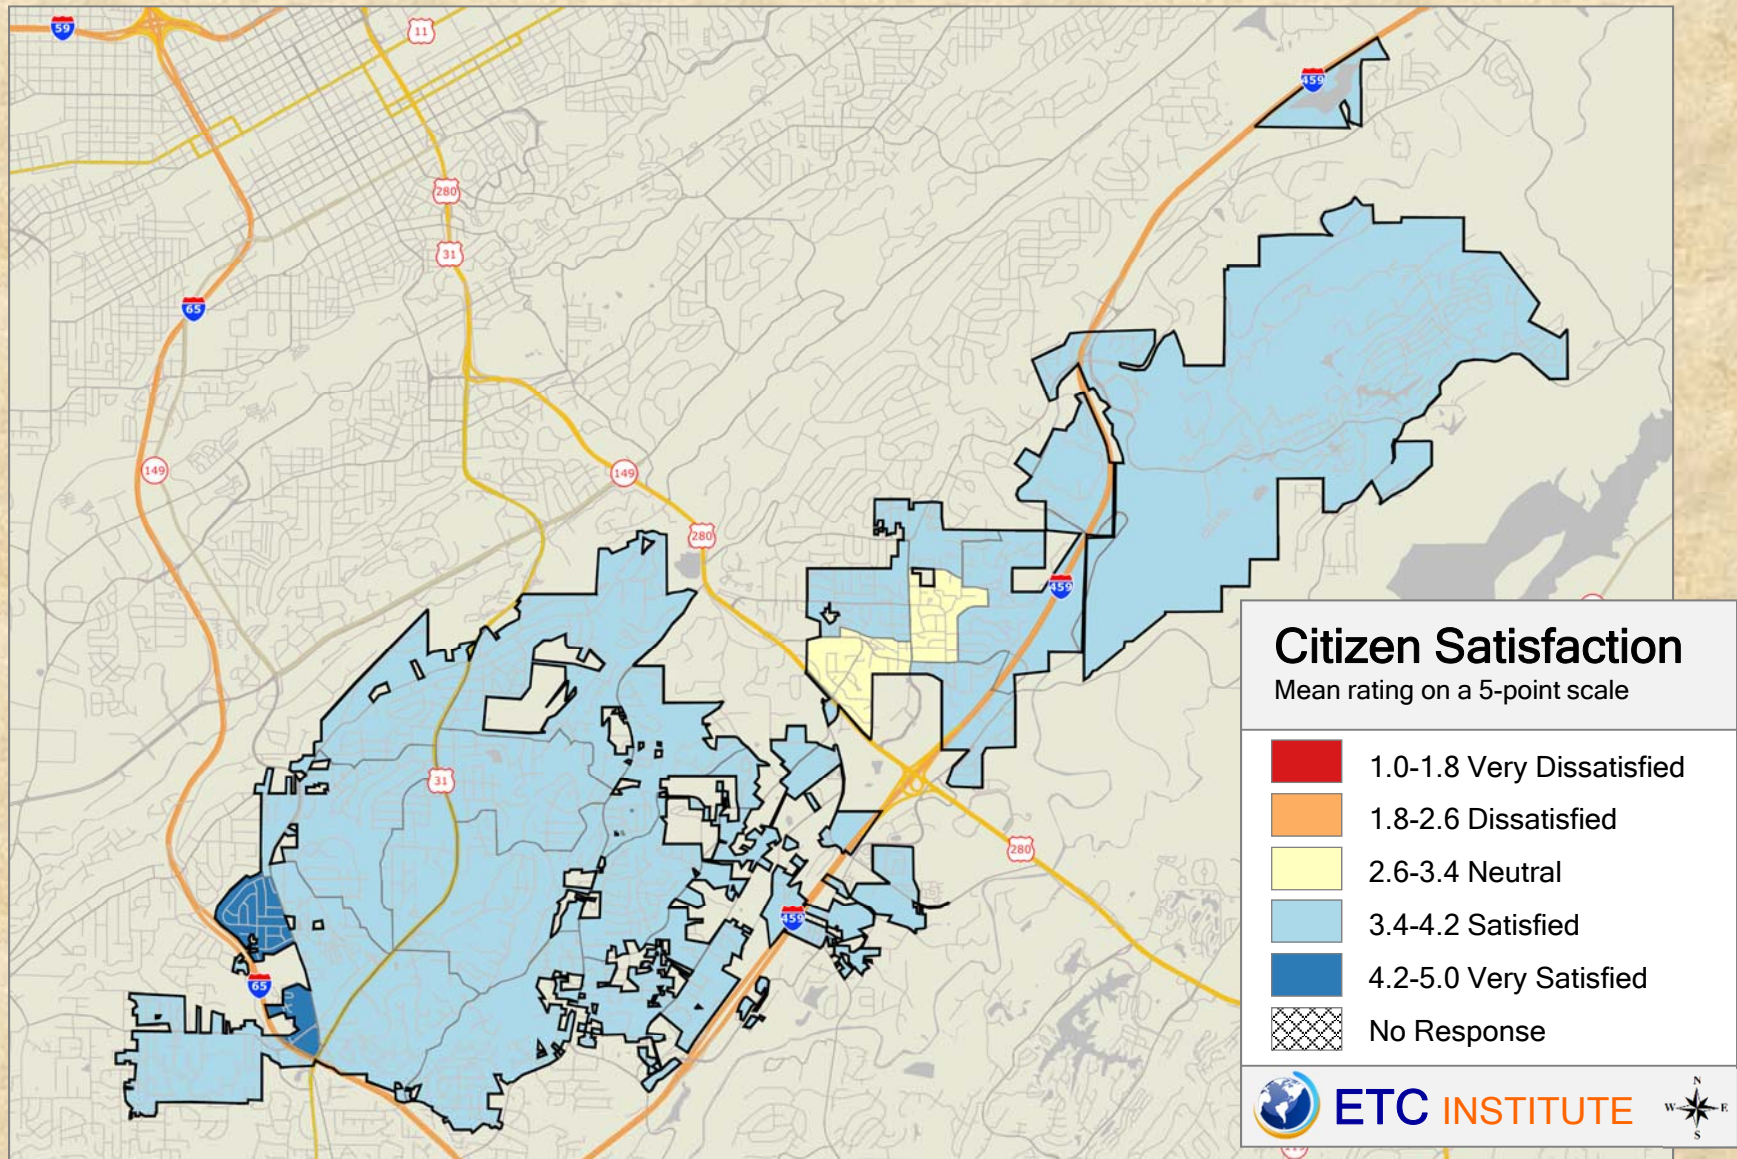 59
11
459
280
31
65
149
149
280
459
31
280
459
65
Citizen Satisfaction
Mean rating on a 5-point scale
1.0-1.8 Very Dissatisfied
1.8-2.6 Dissatisfied
2.6-3.4 Neutral
3.4-4.2 Satisfied
4.2-5.0 Very Satisfied
No Response
ETC INSTITUTE
N
W E
S